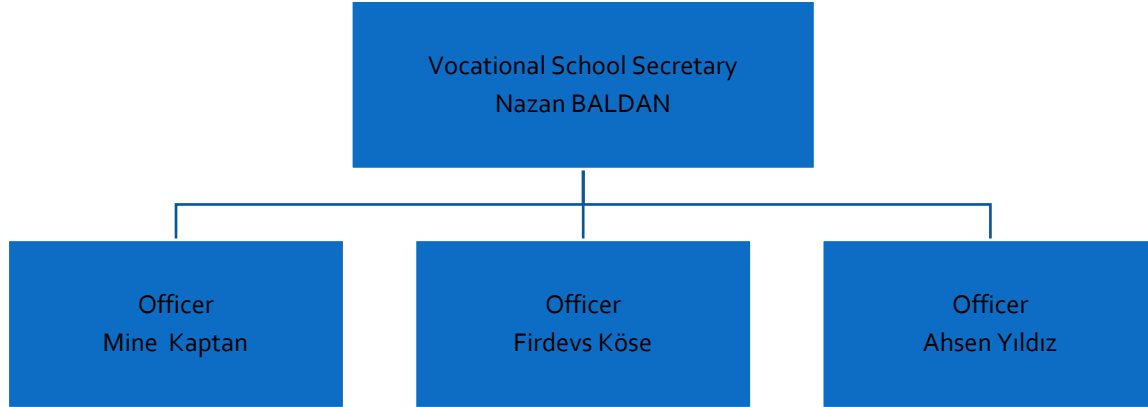 Vocational School Secretary
Nazan BALDAN
Officer
Mine  Kaptan
Officer
Firdevs Köse
Officer
Ahsen Yıldız